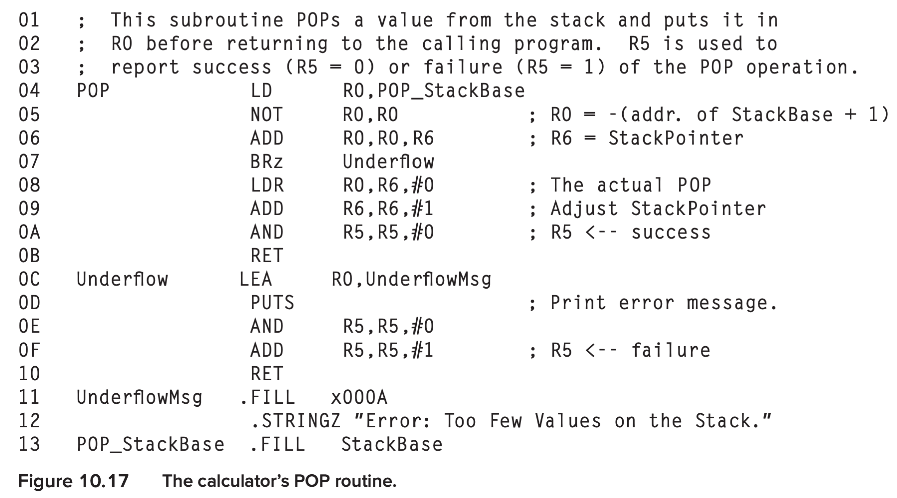 01 ; This subroutine POPs a value from the stack and puts it in
02 ; R0 before returning to the calling program. R5 is used to
03 ; report success (R5 = 0) or failure (R5 = 1) of the POP operation.
04 POP LD R0,POP_StackBase
05 NOT R0,R0 ; R0 = -(addr. of StackBase + 1)
06 ADD R0,R0,R6 ; R6 = StackPointer
07 BRz Underflow
08 LDR R0,R6,#0 ; The actual POP
09 ADD R6,R6,#1 ; Adjust StackPointer
0A AND R5,R5,#0 ; R5 <-- success
0B RET
0C Underflow LEA R0,UnderflowMsg
0D PUTS ; Print error message.
0E AND R5,R5,#0
0F ADD R5,R5,#1 ; R5 <-- failure
10 RET
11 UnderflowMsg .FILL x000A
12 .STRINGZ "Error: Too Few Values on the Stack."
13 POP_StackBase .FILL StackBase
Figure 10.17 The calculator's POP routine.